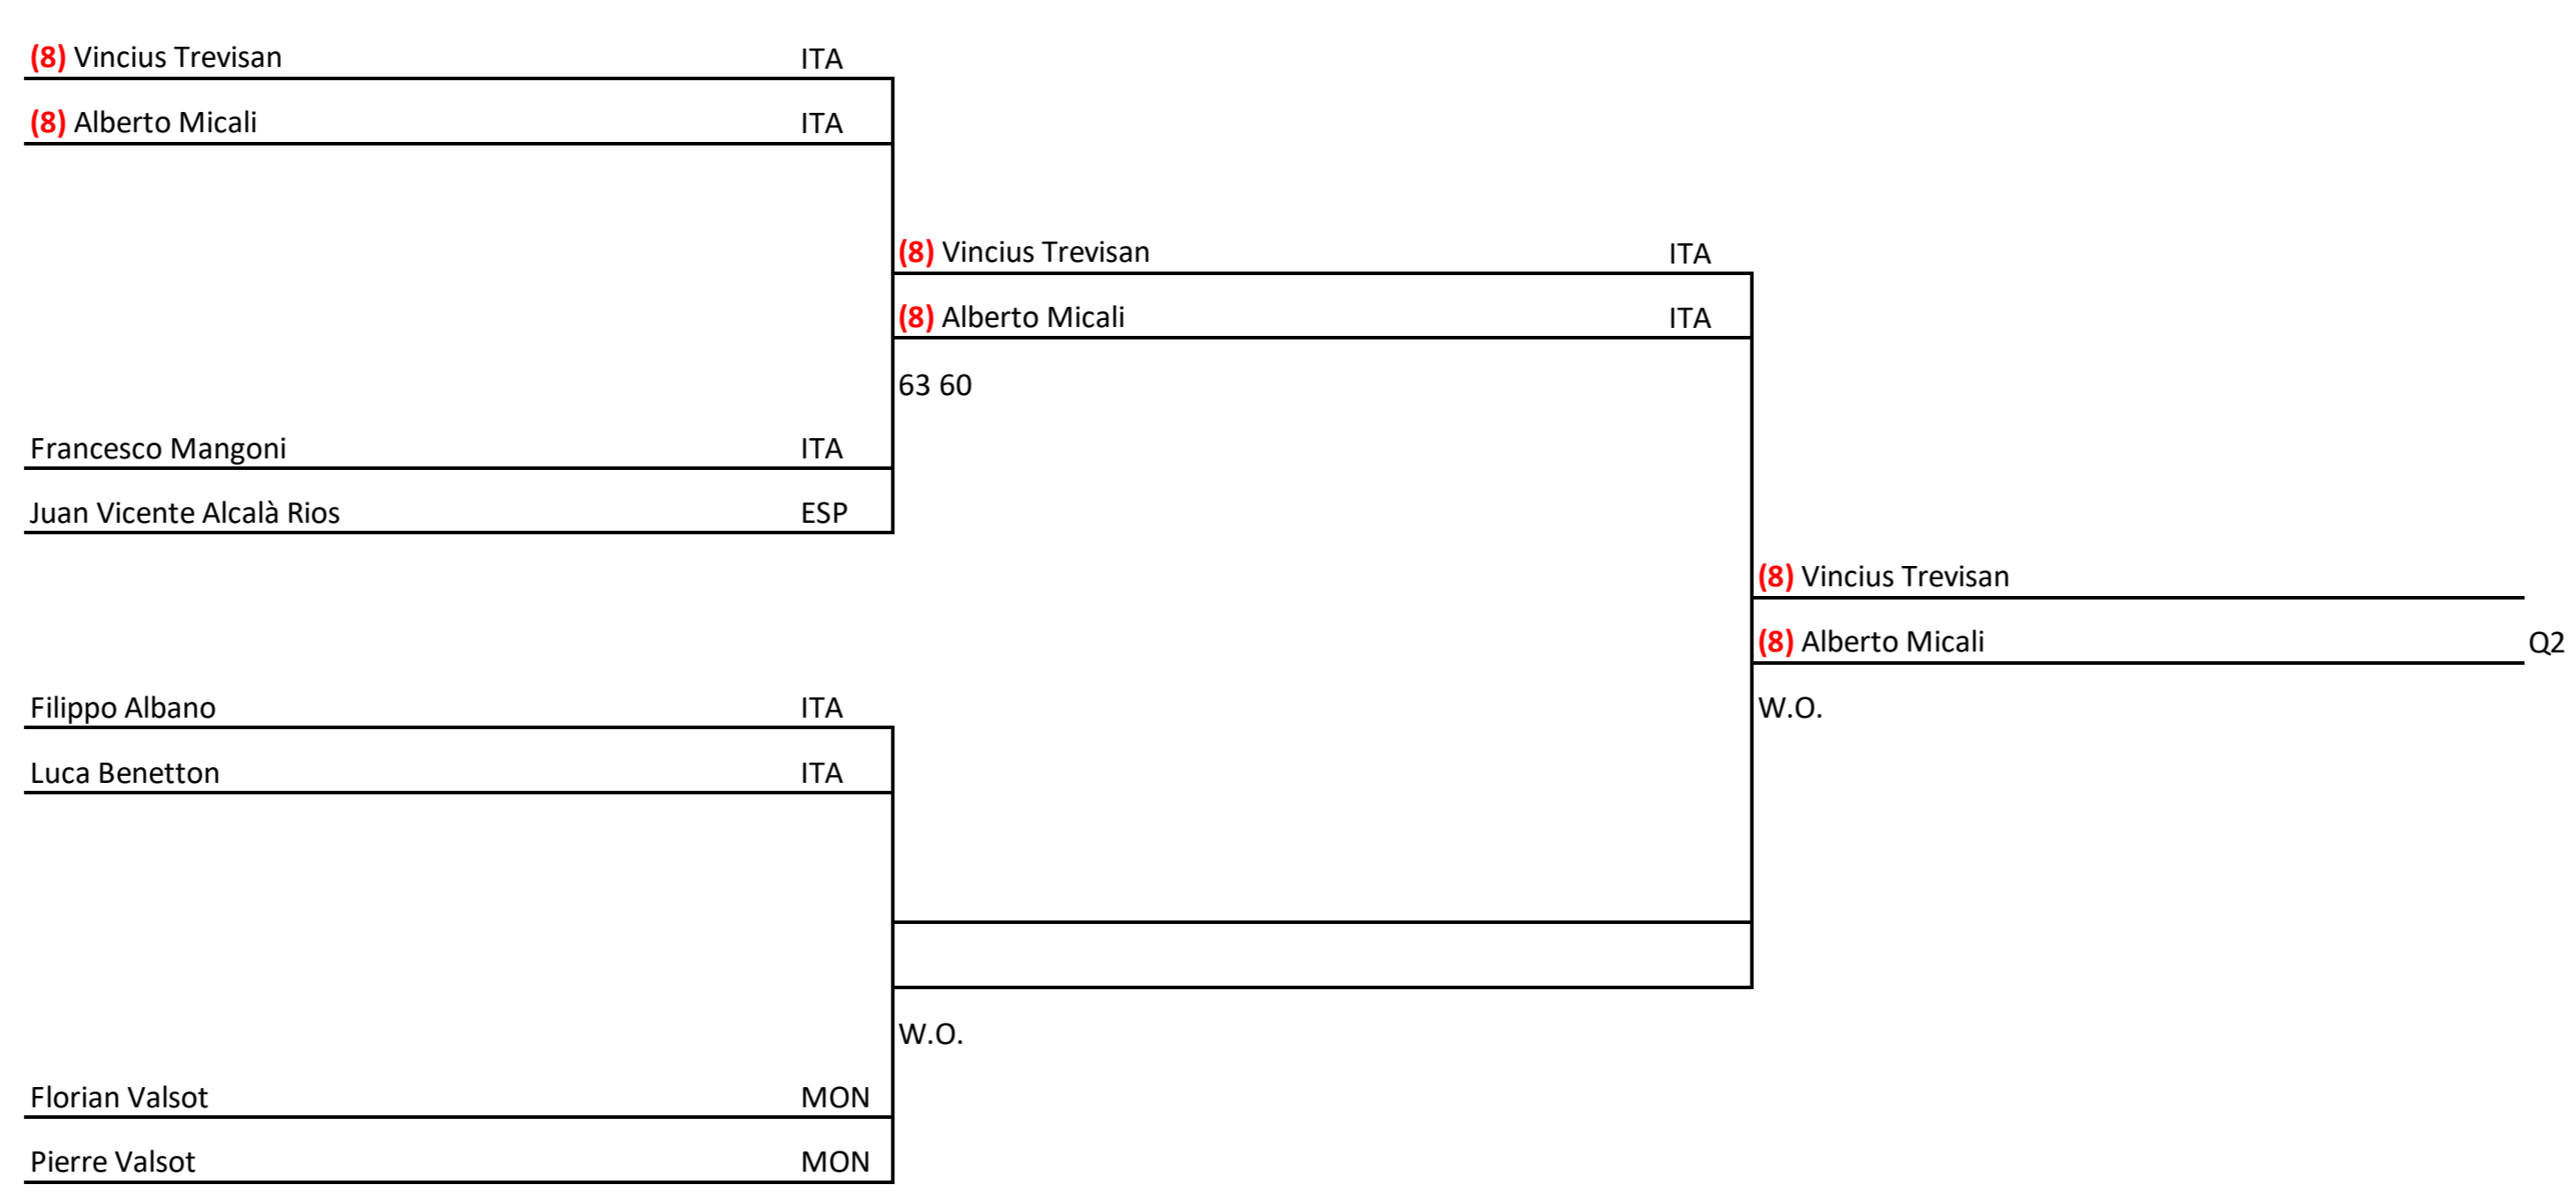 (8) Vincius Trevisan ITA
(8) Alberto Micali ITA
(8) Vincius Trevisan ITA
(8) Alberto Micali ITA
63 60
Francesco Mangoni ITA
Juan Vicente Alcalà Rios ESP
(8) Vincius Trevisan
(8) Alberto Micali Q2
Filippo Albano ITA
W.O.
Luca Benetton ITA
W.O.
Florian Valsot MON
Pierre Valsot MON